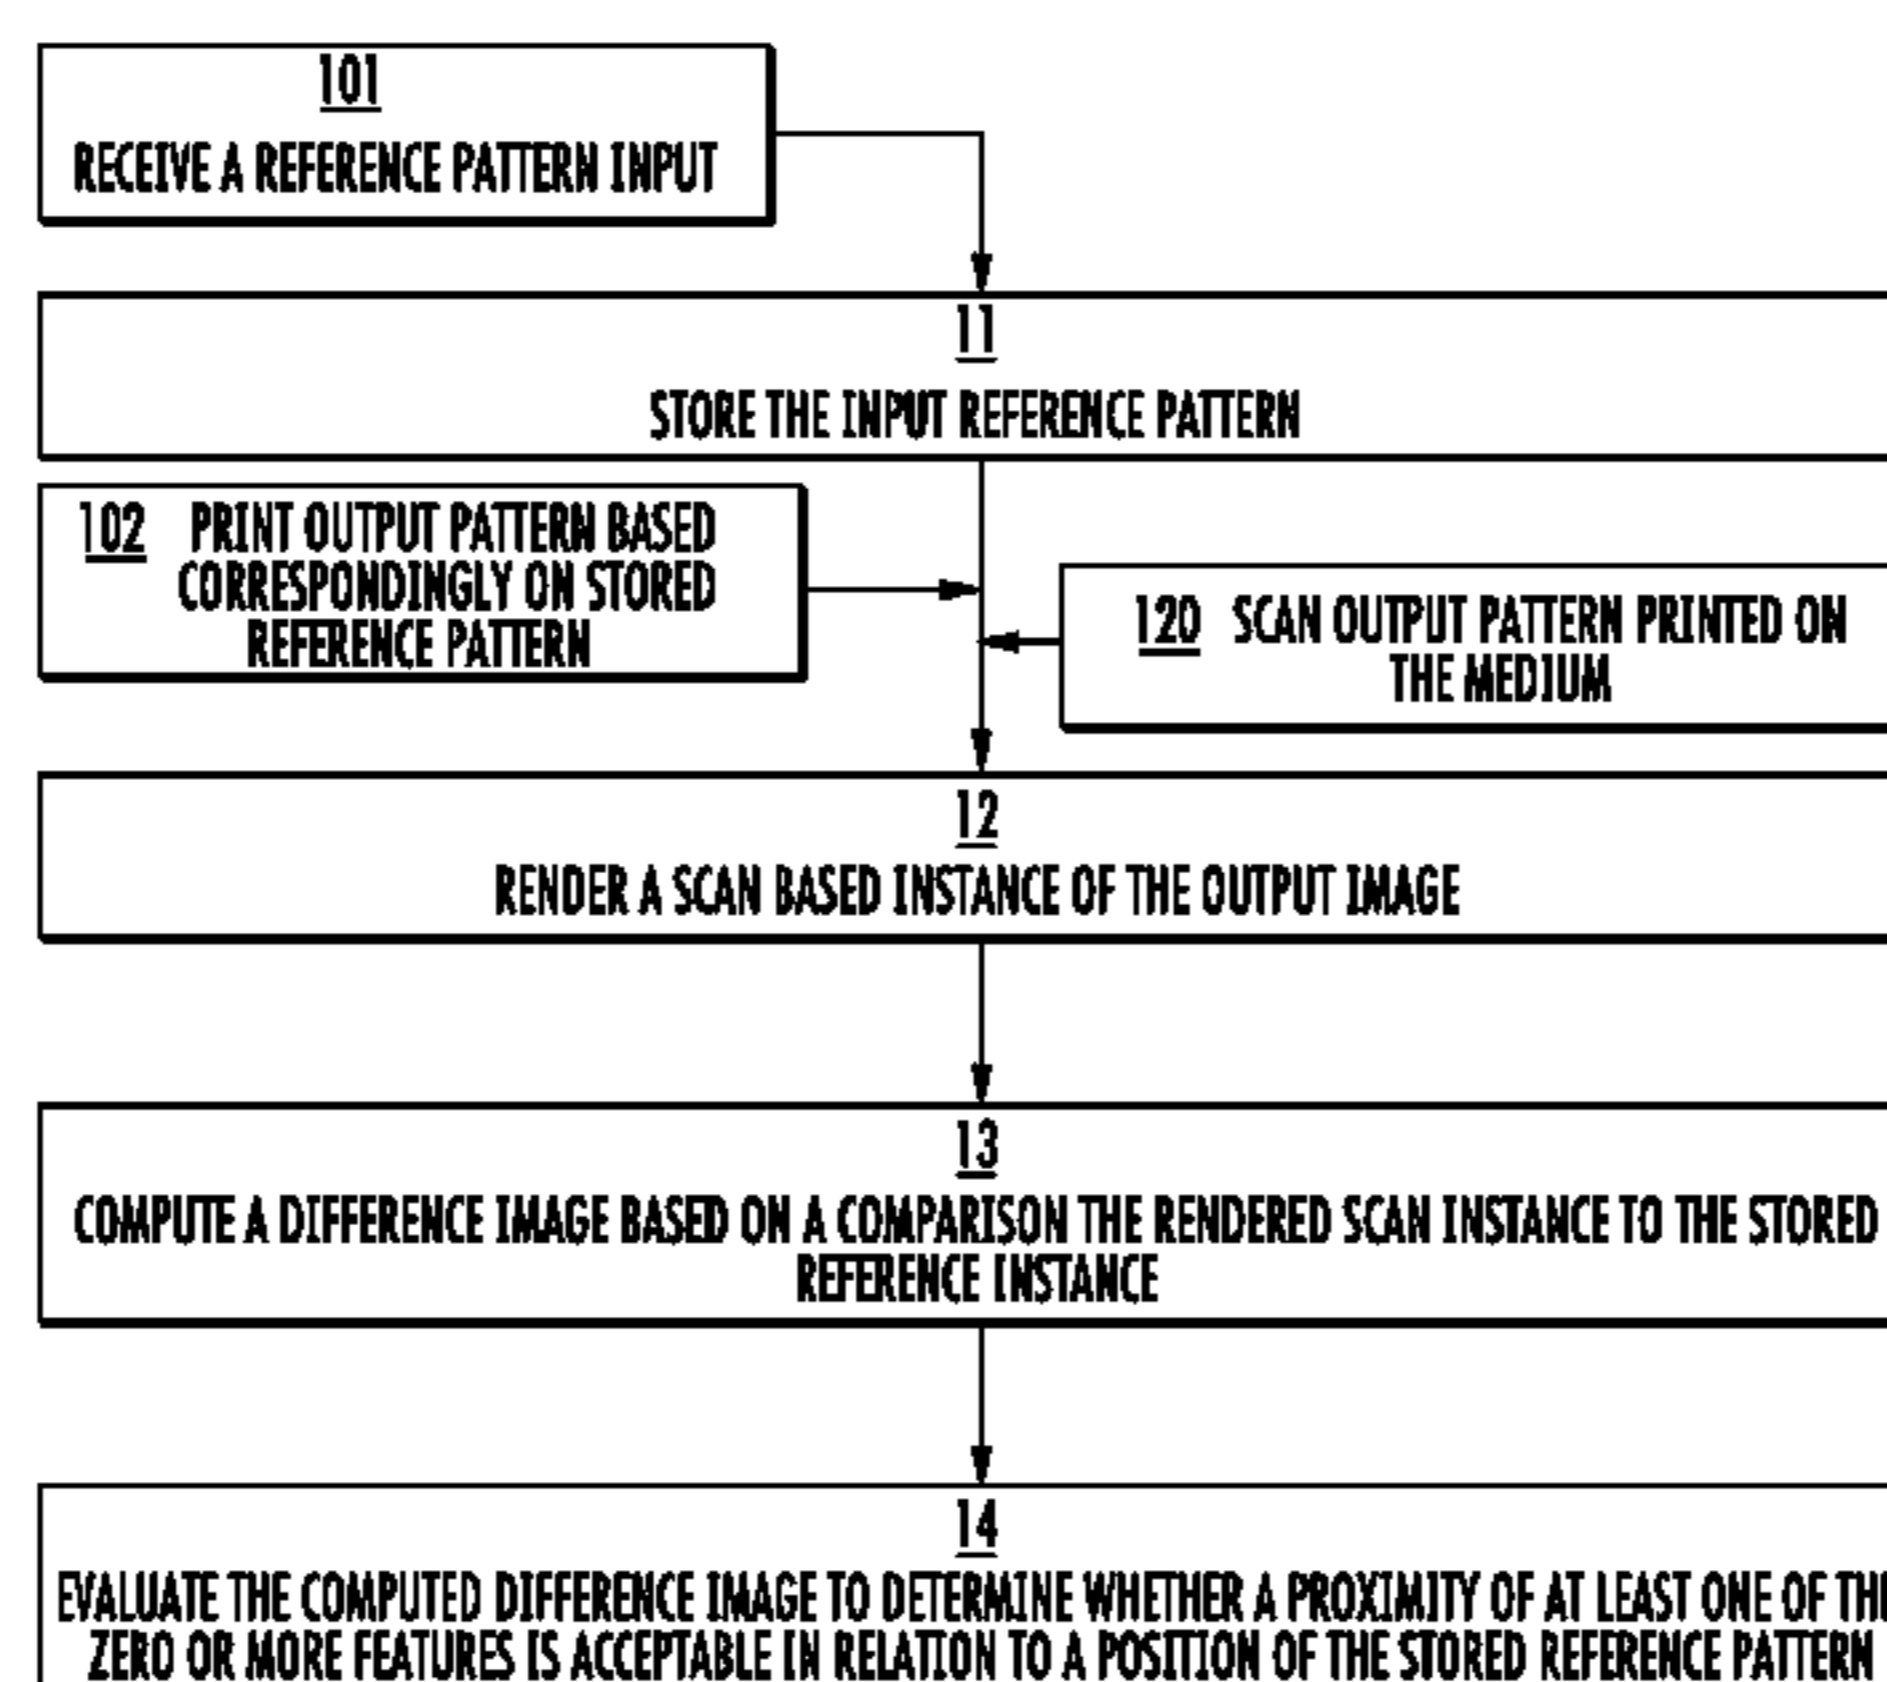 101
RECEIVE A REFERENCE PATTERN INPUT
11
STORE THE INPUT REFERENCE PATTERN
102 PRINT OUTPUT PATTERN BASED
CORRESPONDINGLY ON STORED
REFERENCE PATTERN
120 SCAN OUTPUT PATTERN PRINTED ON
THE MEDIUM
12
RENDER A SCAN BASED INSTANCE OF THE OUTPUT IMAGE
13
COMPUTE A DIFFERENCE IMAGE BASED ON A COMPARISON THE RENDERED SCAN INSTANCE TO THE STORED
REFERENCE INSTANCE
14
EVALUATE THE COMPUTED DIFFERENCE IMAGE TO DETERMINE WHETHER A PROXIMITY OF AT LEAST ONE OF THE
ZERO OR MORE FEATURES IS ACCEPTABLE IN RELATION TO A POSITION OF THE STORED REFERENCE PATTERN